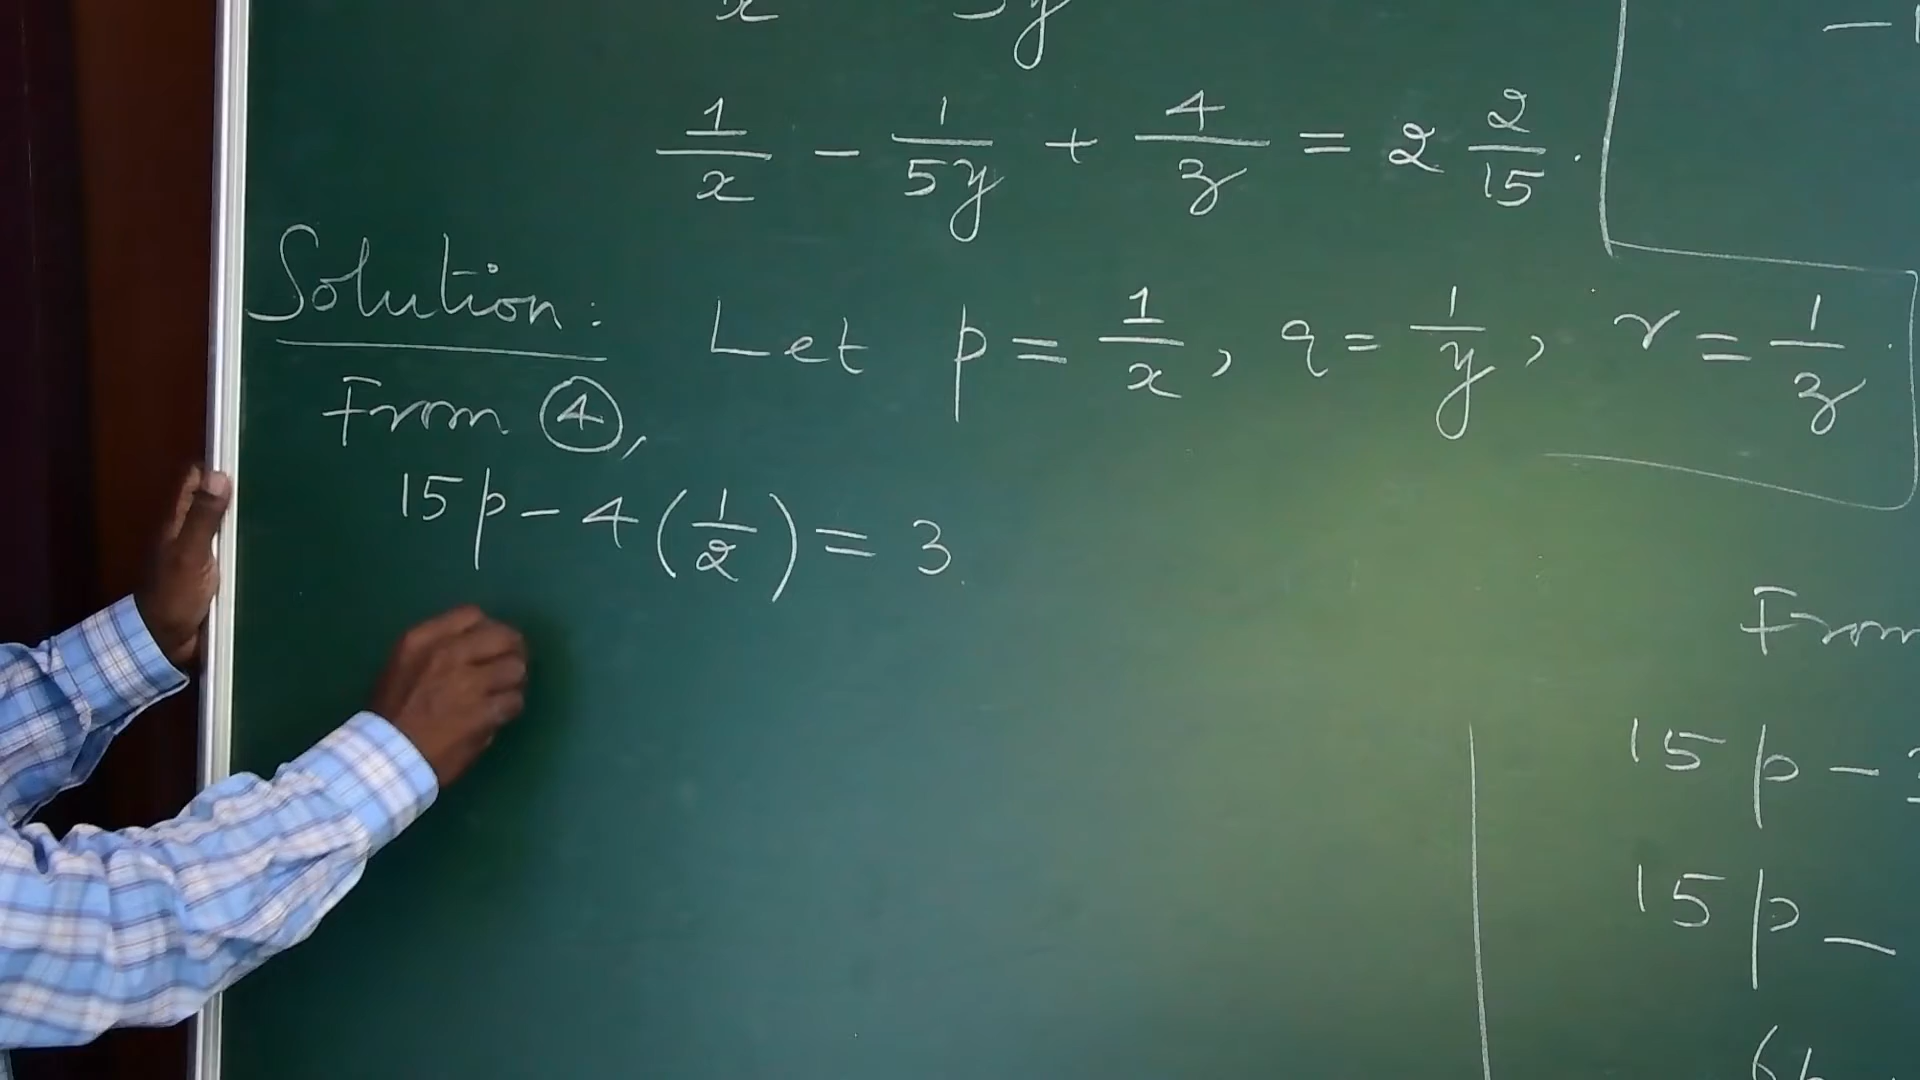 x 5y
1/x - 1/5y + 4/z = 2 2/15.
Solution: Let p = 1/x, q = 1/y, r = 1/z.
From ④,
15p - 4(1/2) = 3
From
15p -
15p -